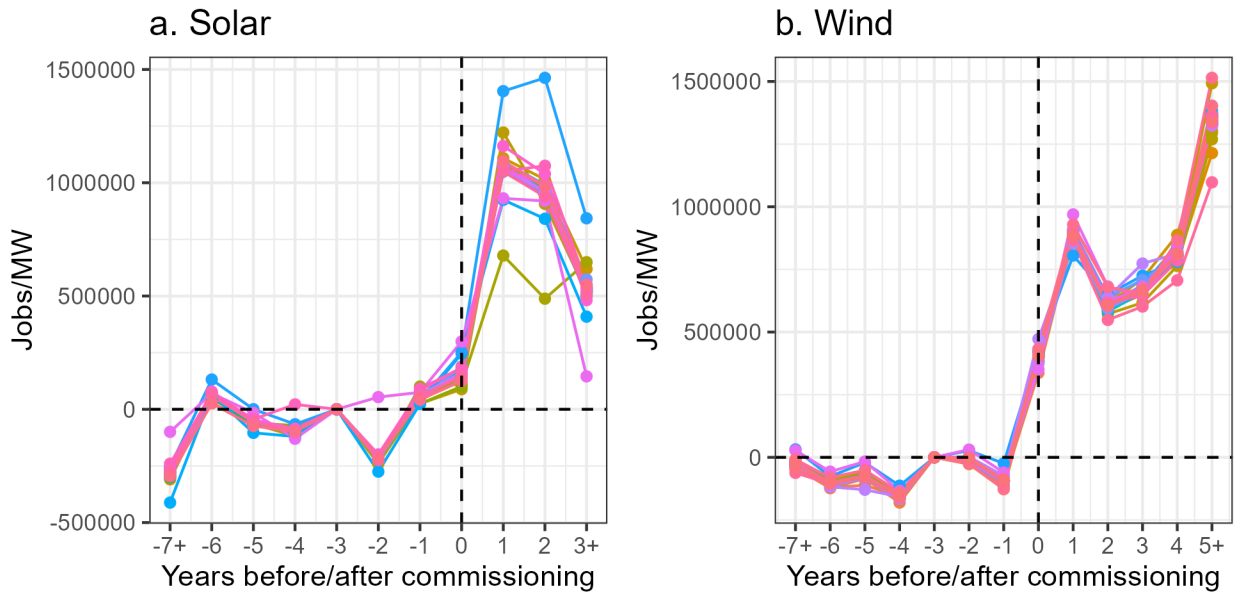 a. Solar
Jobs/MW
1500000
1000000
500000
0
-500000
-7+ -6 -5 -4 -3 -2 -1 0 1 2 3+
Years before/after commissioning
b. Wind
Jobs/MW
1500000
1000000
500000
0
-7+ -6 -5 -4 -3 -2 -1 0 1 2 3 4 5+
Years before/after commissioning